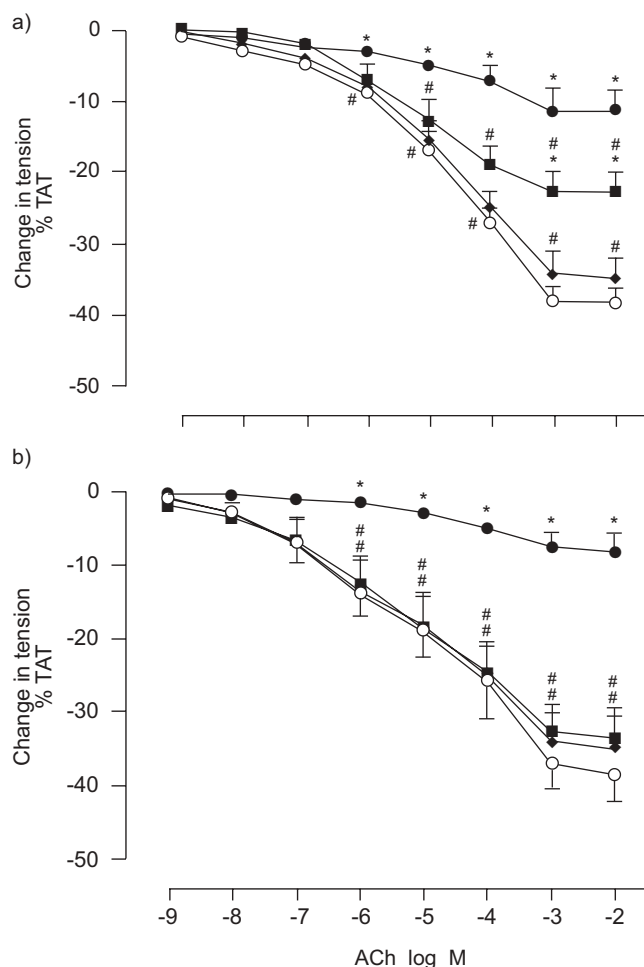 a)
0
-10
-20
-30
-40
-50
Change in tension
% TAT
* * * * *
# # # #
* *
# #
# # #
b)
0
-10
-20
-30
-40
-50
Change in tension
% TAT
* * * * *
# # # # #
# # # # #
-9 -8 -7 -6 -5 -4 -3 -2
ACh log M